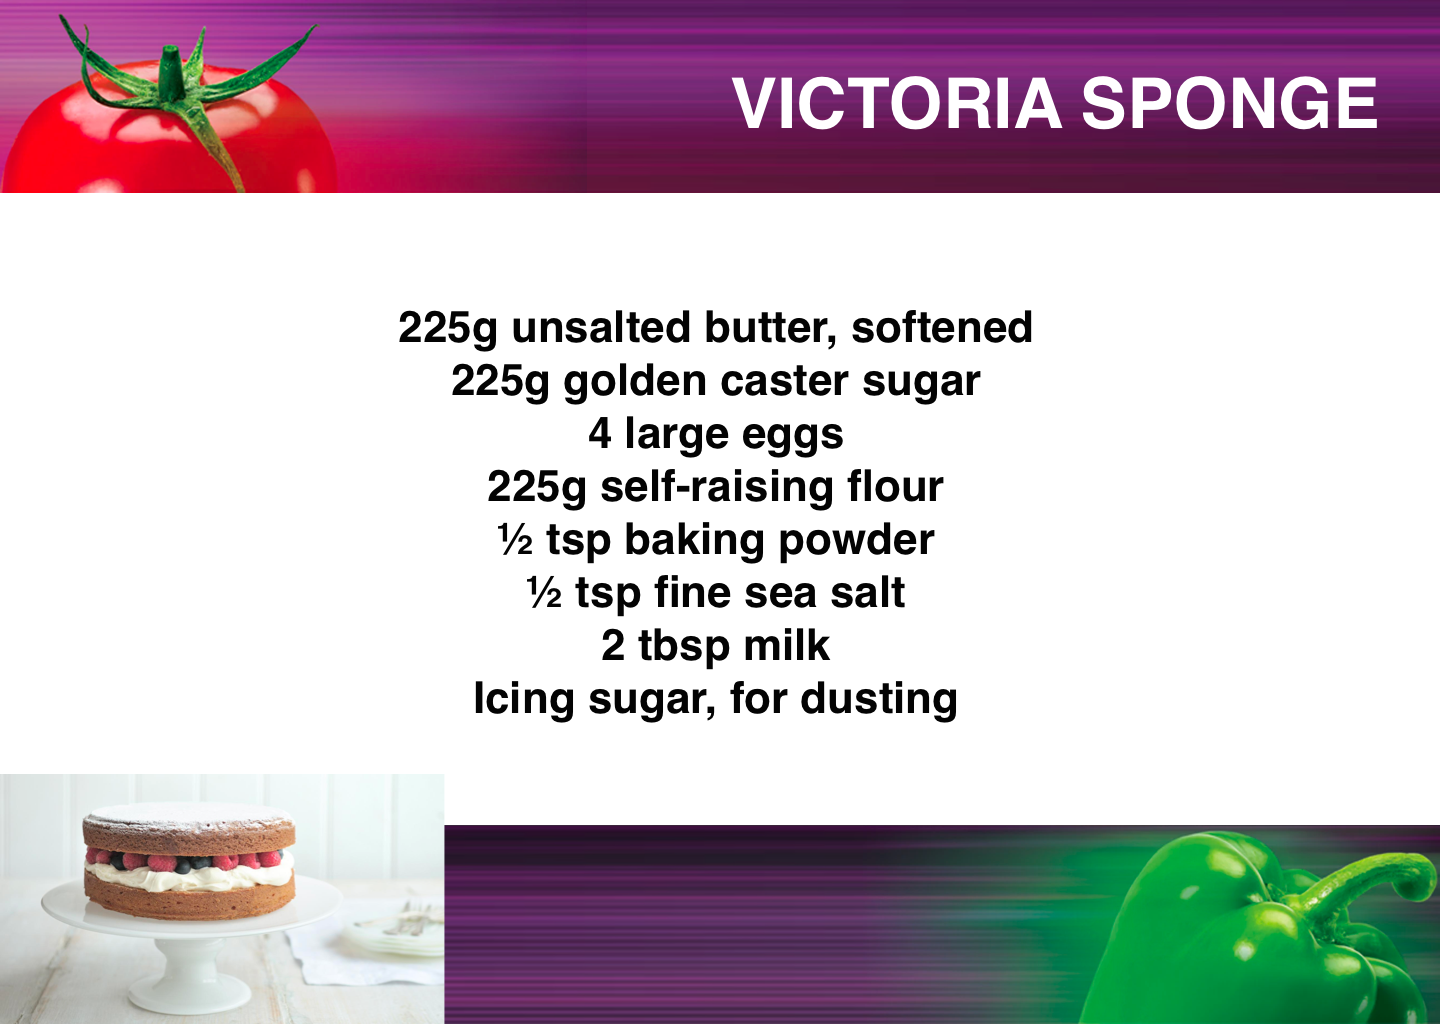 VICTORIA SPONGE
225g unsalted butter, softened
225g golden caster sugar
4 large eggs
225g self-raising flour
½ tsp baking powder
½ tsp fine sea salt
2 tbsp milk
Icing sugar, for dusting